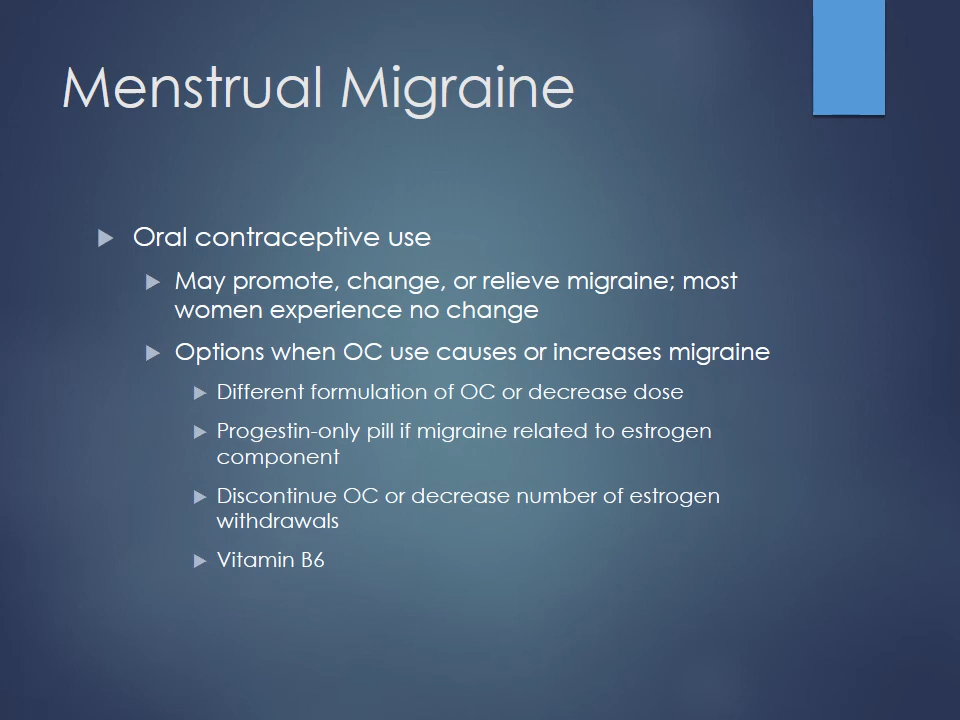 Menstrual Migraine
Oral contraceptive use
May promote, change, or relieve migraine; most
women experience no change
Options when OC use causes or increases migraine
Different formulation of OC or decrease dose
Progestin-only pill if migraine related to estrogen
component
Discontinue OC or decrease number of estrogen
withdrawals
Vitamin B6